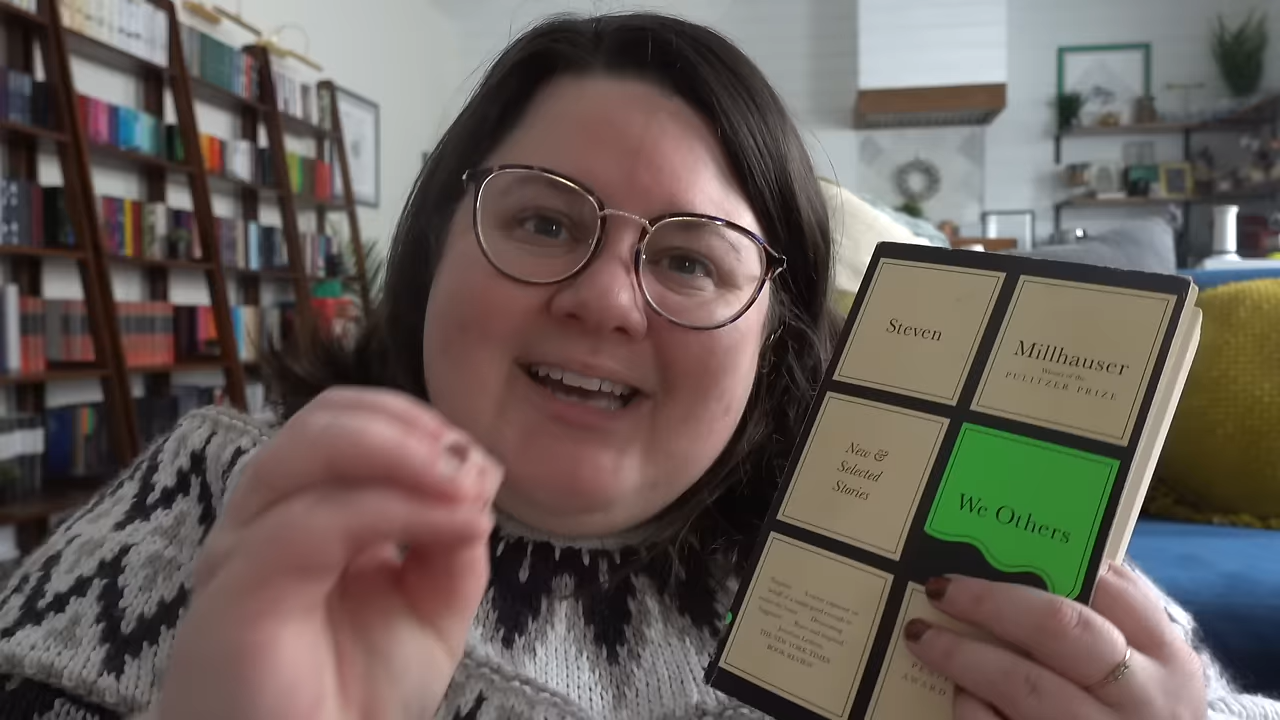 Steven
Millhauser
Winner of the
PULITZER PRIZE
New &
Selected
Stories
We Others
THE NEW YORK TIMES
BOOK REVIEW
AWARD